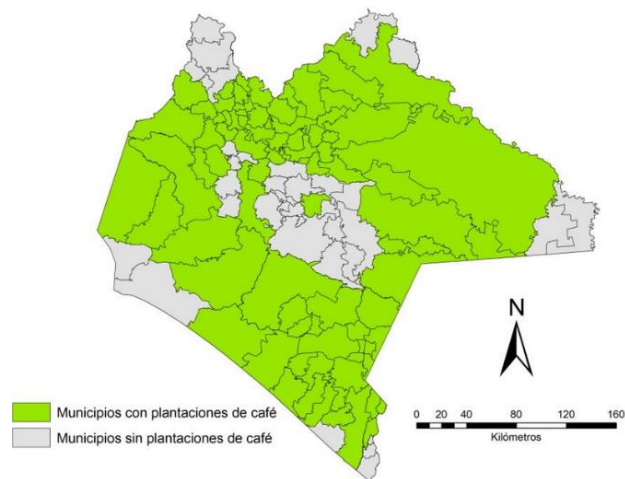 N
Municipios con plantaciones de café
Municipios sin plantaciones de café
0 20 40 80 120 160
Kilómetros